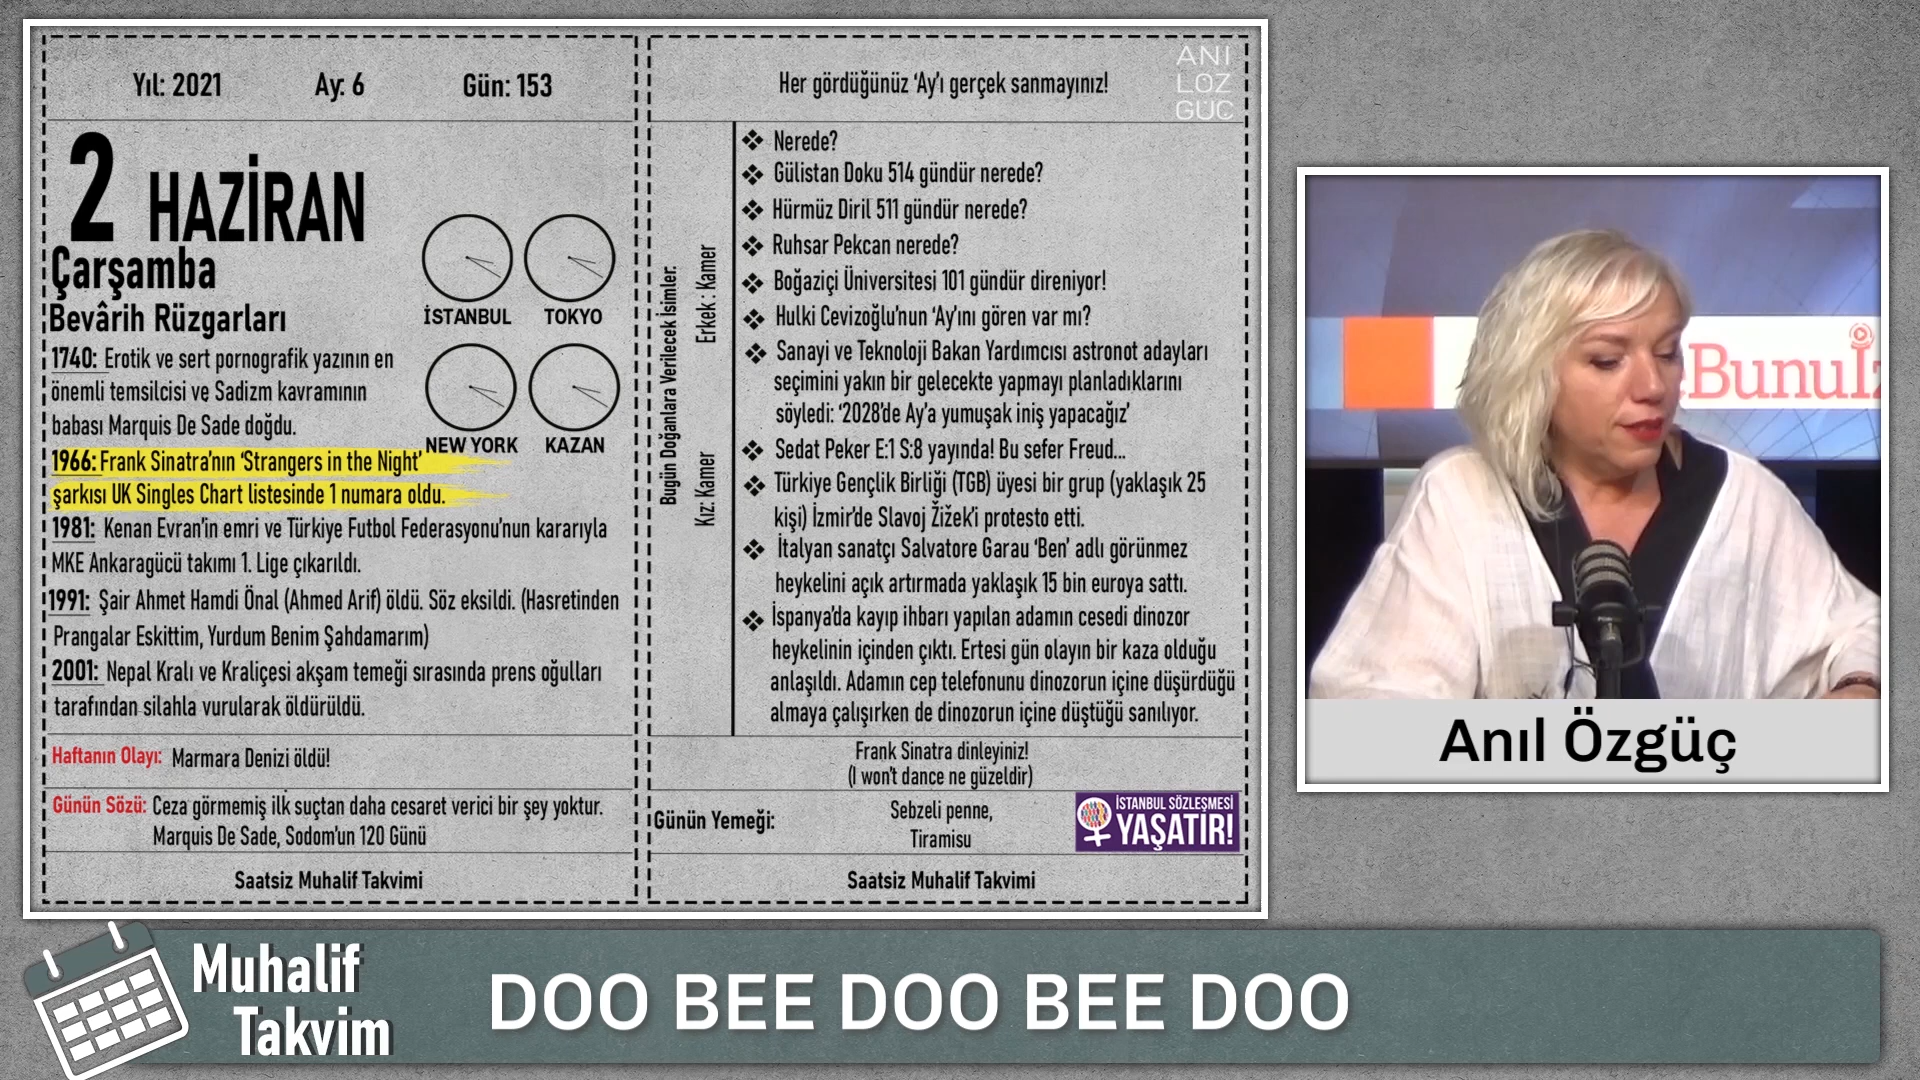 Yıl: 2021
Ay: 6
Gün: 153
2 HAZİRAN
Çarşamba
Bevârih Rüzgarları
İSTANBUL
TOKYO
NEW YORK
KAZAN
1740: Erotik ve sert pornografik yazının en
önemli temsilcisi ve Sadizm kavramının
babası Marquis De Sade doğdu.
1966: Frank Sinatra'nın 'Strangers in the Night'
şarkısı UK Singles Chart listesinde 1 numara oldu.
1981: Kenan Evran'in emri ve Türkiye Futbol Federasyonu'nun kararıyla
MKE Ankaragücü takımı 1. Lige çıkarıldı.
1991: Şair Ahmet Hamdi Önal (Ahmed Arif) öldü. Söz eksildi. (Hasretinden
Prangalar Eskittim, Yurdum Benim Şahdamarım)
2001: Nepal Kralı ve Kraliçesi akşam temeği sırasında prens oğulları
tarafından silahla vurularak öldürüldü.
Haftanın Olayı: Marmara Denizi öldü!
Günün Sözü: Ceza görmemiş ilk suçtan daha cesaret verici bir şey yoktur.
Marquis De Sade, Sodom'un 120 Günü
Saatsiz Muhalif Takvimi
Her gördüğünüz 'Ay'ı gerçek sanmayınız!
ANI
LOZ
GÜÇ
Bugün Doğanlara Verilecek İsimler:
Erkek : Kamer
Kız: Kamer
❖ Nerede?
❖ Gülistan Doku 514 gündür nerede?
❖ Hürmüz Diril 511 gündür nerede?
❖ Ruhsar Pekcan nerede?
❖ Boğaziçi Üniversitesi 101 gündür direniyor!
❖ Hulki Cevizoğlu'nun 'Ay'ını gören var mı?
❖ Sanayi ve Teknoloji Bakan Yardımcısı astronot adayları
seçimini yakın bir gelecekte yapmayı planladıklarını
söyledi: '2028'de Ay'a yumuşak iniş yapacağız'
❖ Sedat Peker E:1 S:8 yayında! Bu sefer Freud...
❖ Türkiye Gençlik Birliği (TGB) üyesi bir grup (yaklaşık 25
kişi) İzmir'de Slavoj Žižek'i protesto etti.
❖ İtalyan sanatçı Salvatore Garau 'Ben' adlı görünmez
heykelini açık artırmada yaklaşık 15 bin euroya sattı.
❖ İspanya'da kayıp ihbarı yapılan adamın cesedi dinozor
heykelinin içinden çıktı. Ertesi gün olayın bir kaza olduğu
anlaşıldı. Adamın cep telefonunu dinozorun içine düşürdüğü
almaya çalışırken de dinozorun içine düştüğü sanılıyor.
Frank Sinatra dinleyiniz!
(I won't dance ne güzeldir)
Günün Yemeği:
Sebzeli penne,
Tiramisu
İSTANBUL SÖZLEŞMESİ
YAŞATIR!
Saatsiz Muhalif Takvimi
eBunuİz
Anıl Özgüç
Muhalif
Takvim
DOO BEE DOO BEE DOO